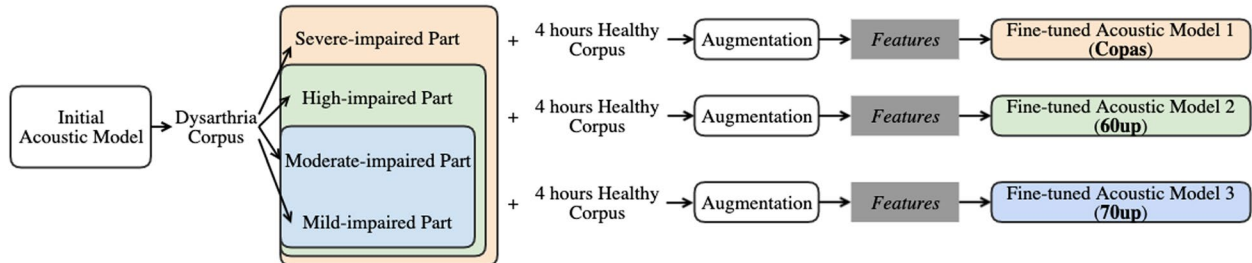 Initial
Acoustic Model
Dysarthria
Corpus
Severe-impaired Part
High-impaired Part
Moderate-impaired Part
Mild-impaired Part
+ 4 hours Healthy
Corpus
Augmentation
Features
Fine-tuned Acoustic Model 1
(Copas)
+ 4 hours Healthy
Corpus
Augmentation
Features
Fine-tuned Acoustic Model 2
(60up)
+ 4 hours Healthy
Corpus
Augmentation
Features
Fine-tuned Acoustic Model 3
(70up)